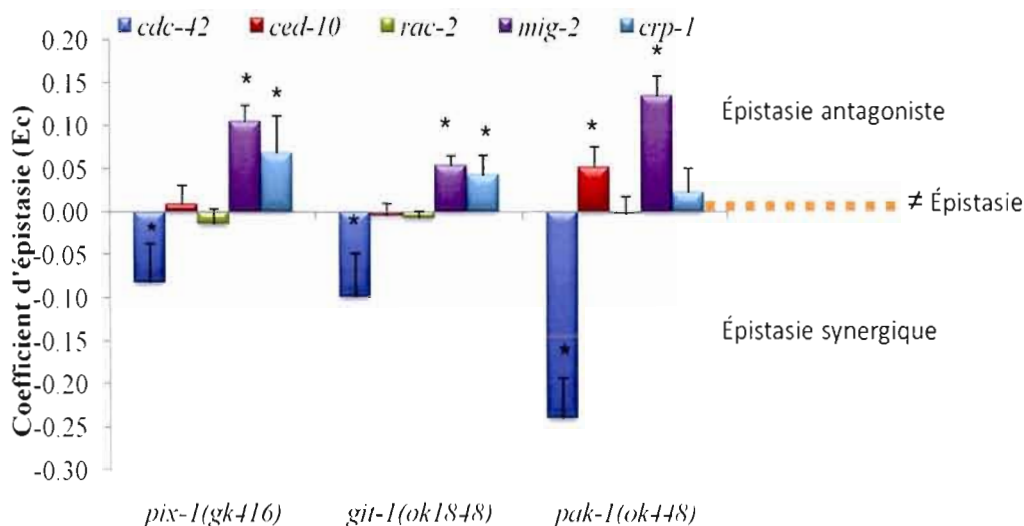 cdc-42 ced-10 rac-2 mig-2 crp-1
Coefficient d'épistasie (Ec)
0.20
0.15
0.10
0.05
0.00
-0.05
-0.10
-0.15
-0.20
-0.25
-0.30
* * * * * * * * * *
Épistasie antagoniste
≠ Épistasie
Épistasie synergique
pix-1(gk416) git-1(ok1848) pak-1(ok448)